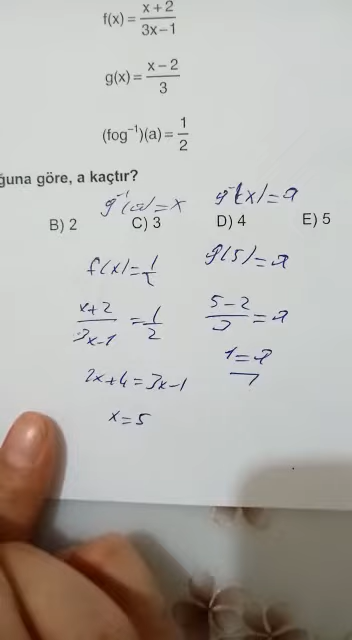 f(x) = x+2 / 3x-1
g(x) = x-2 / 3
(fog⁻¹)(a) = 1/2
ğuna göre, a kaçtır?
g⁻¹(a) = x
g⁻¹(x) = a
B) 2 C) 3 D) 4 E) 5
f(x) = 1/2
g(5) = a
x+2 / 3x-1 = 1/2
5-2 / 3 = a
2x+4 = 3x-1
1 = a
x = 5